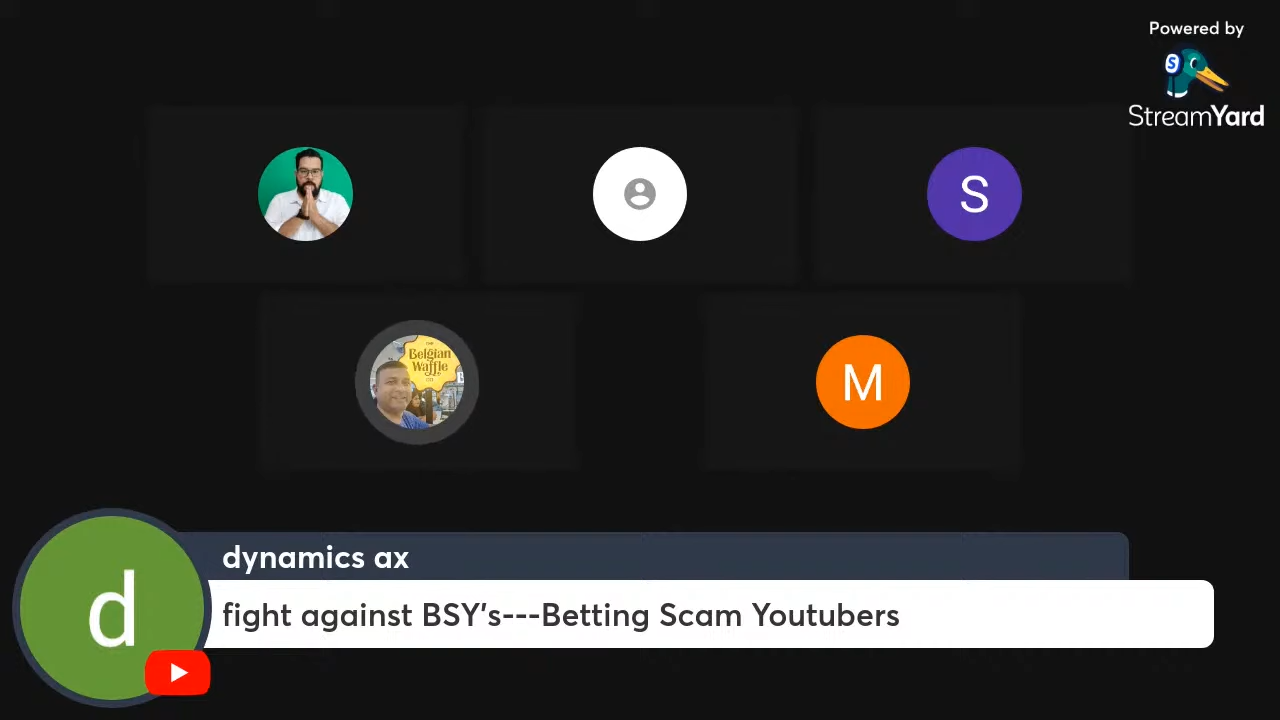 Powered by
StreamYard
S
S
Belgian
Waffle
M
d
dynamics ax
fight against BSY's---Betting Scam Youtubers